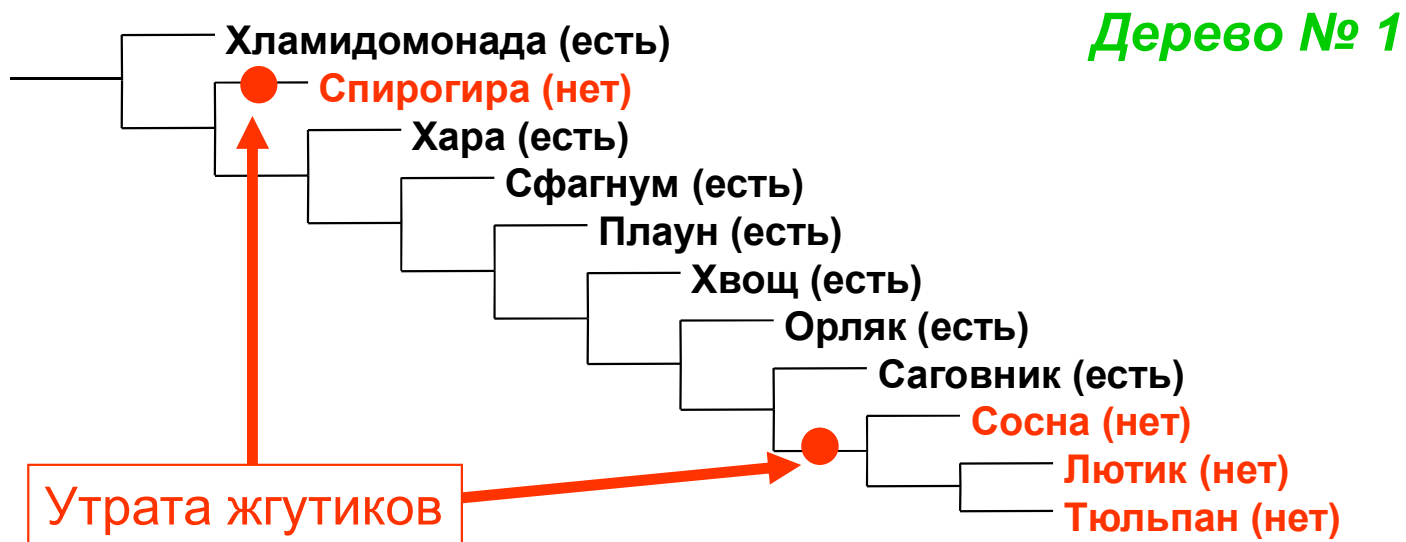 Дерево № 1
Хламидомонада (есть)
Спирогира (нет)
Хара (есть)
Сфагнум (есть)
Плаун (есть)
Хвощ (есть)
Орляк (есть)
Саговник (есть)
Сосна (нет)
Лютик (нет)
Тюльпан (нет)
Утрата жгутиков